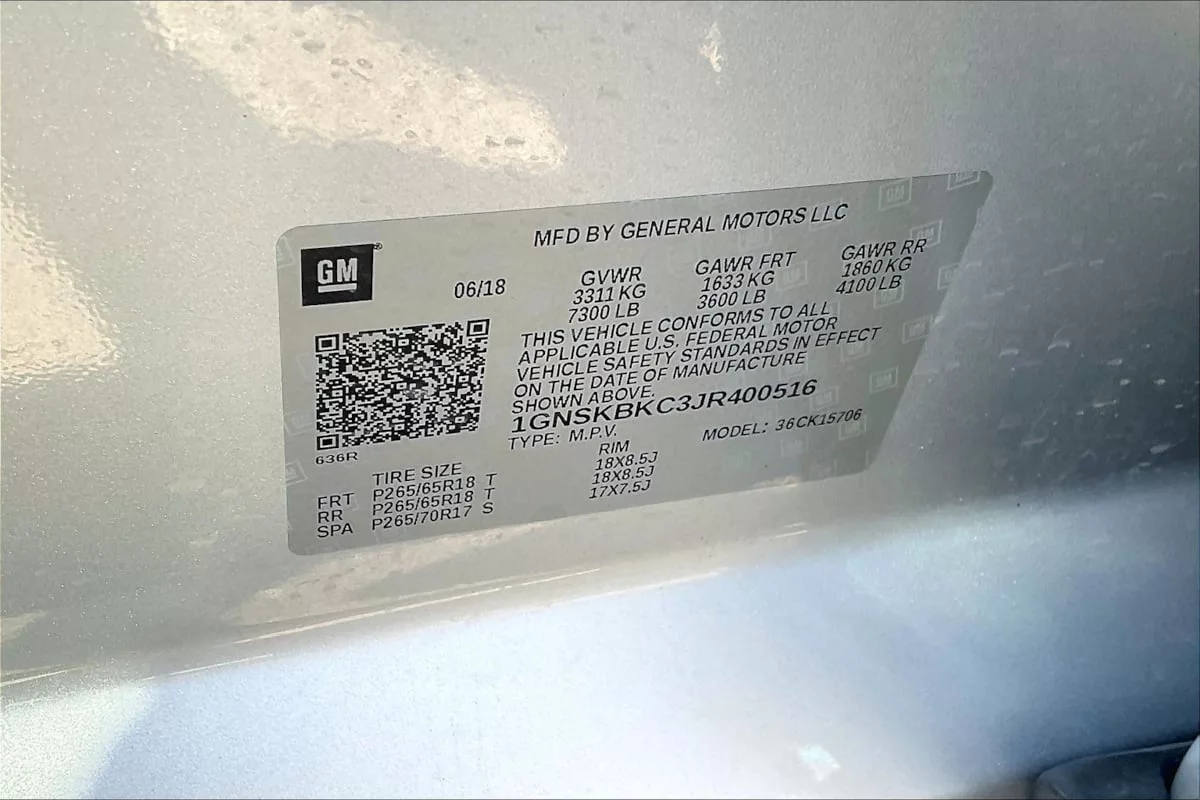 MFD BY GENERAL MOTORS LLC
GM
06/18
GVWR GAWR FRT GAWR RR
3311 KG 1633 KG 1860 KG
7300 LB 3600 LB 4100 LB
THIS VEHICLE CONFORMS TO ALL
APPLICABLE U.S. FEDERAL MOTOR
VEHICLE SAFETY STANDARDS IN EFFECT
ON THE DATE OF MANUFACTURE
SHOWN ABOVE.
1GNSKBKC3JR400516
TYPE: M.P.V. MODEL: 36CK15706
636R
TIRE SIZE RIM
FRT P265/65R18 T 18X8.5J
RR P265/65R18 T 18X8.5J
SPA P265/70R17 S 17X7.5J